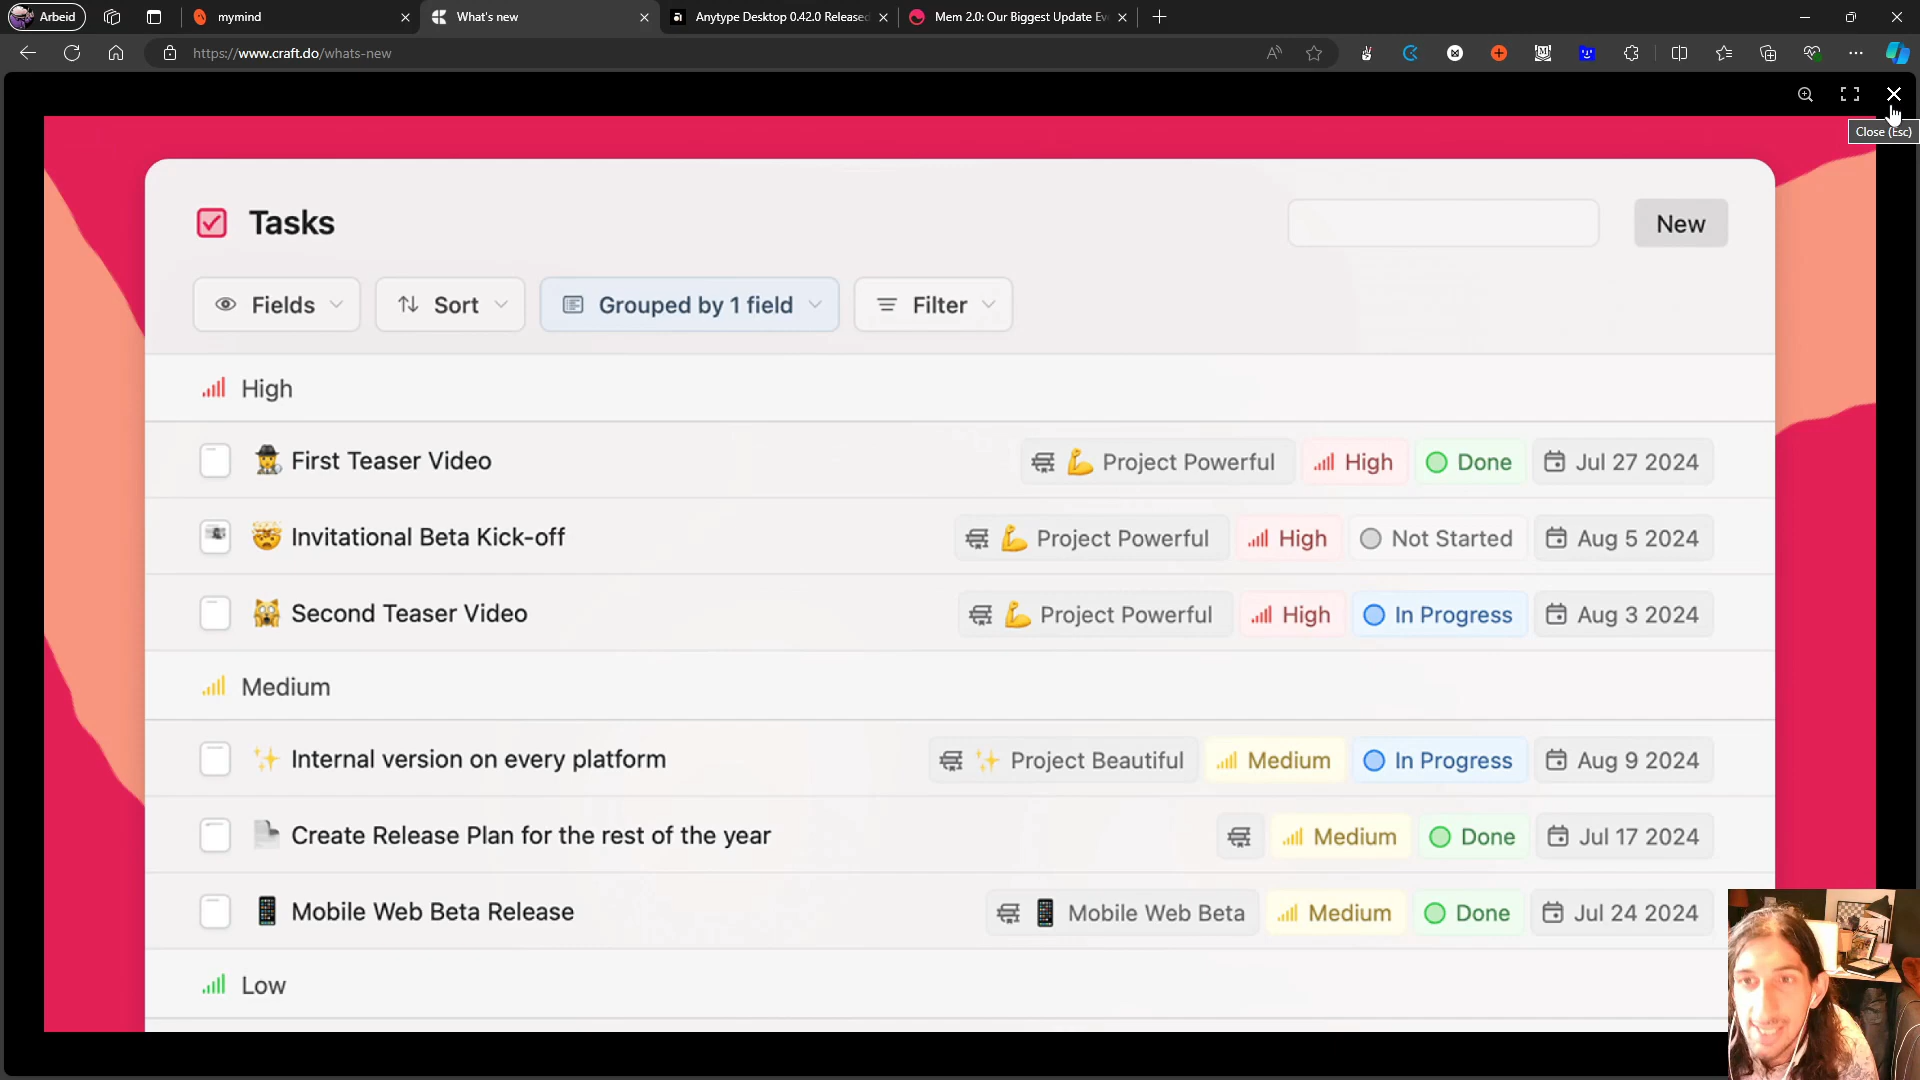 Arbeid
mymind
What's new
Anytype Desktop 0.42.0 Released
Mem 2.0: Our Biggest Update Ev
https://www.craft.do/whats-new
Close (Esc)
Tasks
New
Fields
Sort
Grouped by 1 field
Filter
High
First Teaser Video Project Powerful High Done Jul 27 2024
Invitational Beta Kick-off Project Powerful High Not Started Aug 5 2024
Second Teaser Video Project Powerful High In Progress Aug 3 2024
Medium
Internal version on every platform Project Beautiful Medium In Progress Aug 9 2024
Create Release Plan for the rest of the year Medium Done Jul 17 2024
Mobile Web Beta Release Mobile Web Beta Medium Done Jul 24 2024
Low